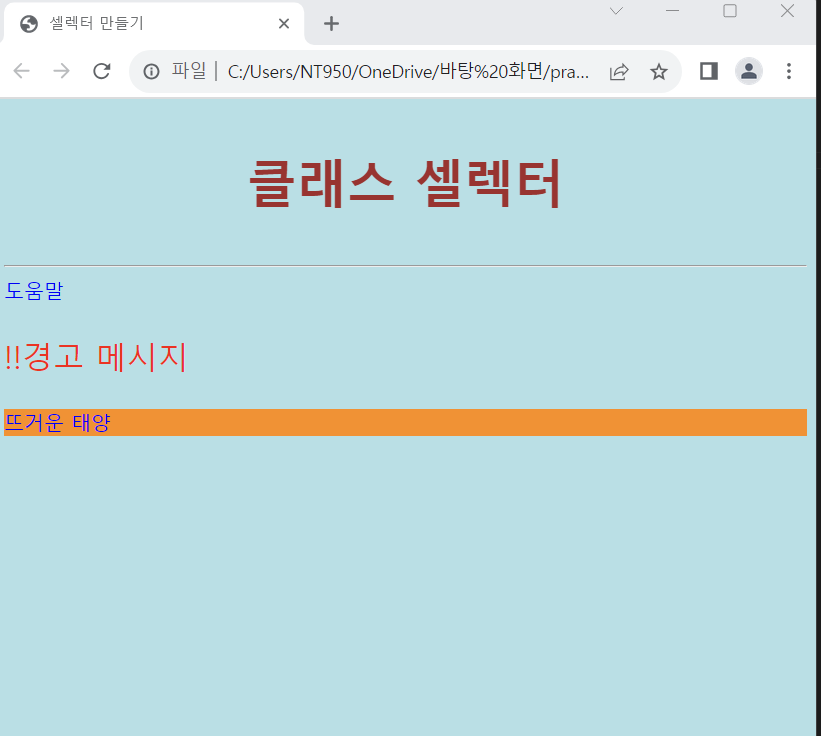 셀렉터 만들기
파일 | C:/Users/NT950/OneDrive/바탕%20화면/pra...
클래스 셀렉터
도움말
!!경고 메시지
뜨거운 태양